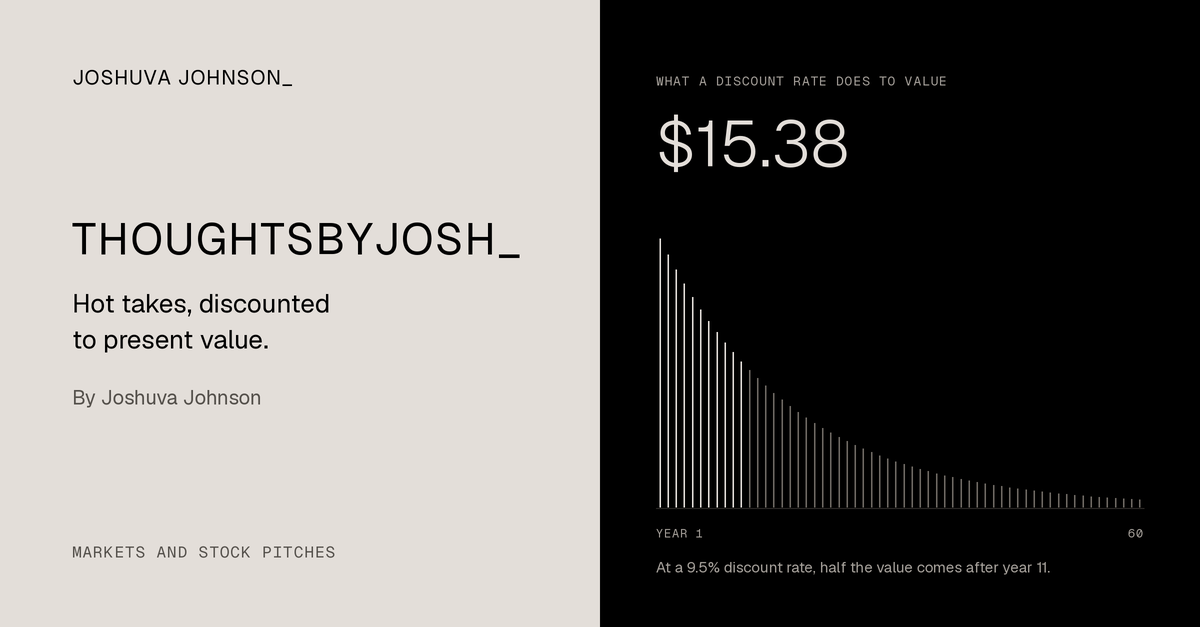 JOSHUVA JOHNSON_
THOUGHTSBYJOSH_
Hot takes, discounted
to present value.
By Joshuva Johnson
MARKETS AND STOCK PITCHES
WHAT A DISCOUNT RATE DOES TO VALUE
$15.38
YEAR 1
60
At a 9.5% discount rate, half the value comes after year 11.